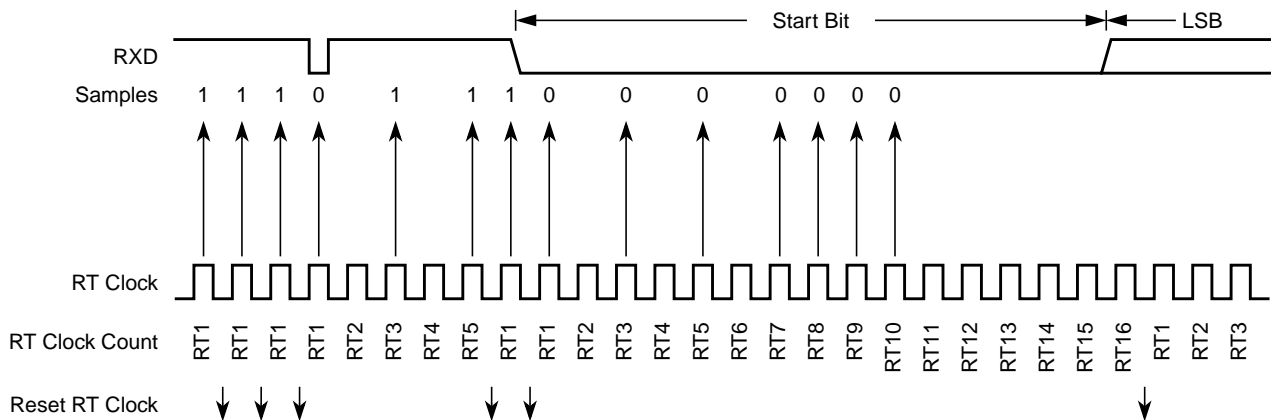 Start Bit LSB
RXD
Samples 1 1 1 0 1 1 1 0 0 0 0 0 0 0
RT Clock
RT Clock Count RT1 RT1 RT1 RT1 RT2 RT3 RT4 RT5 RT1 RT1 RT2 RT3 RT4 RT5 RT6 RT7 RT8 RT9 RT10 RT11 RT12 RT13 RT14 RT15 RT16 RT1 RT2 RT3
Reset RT Clock